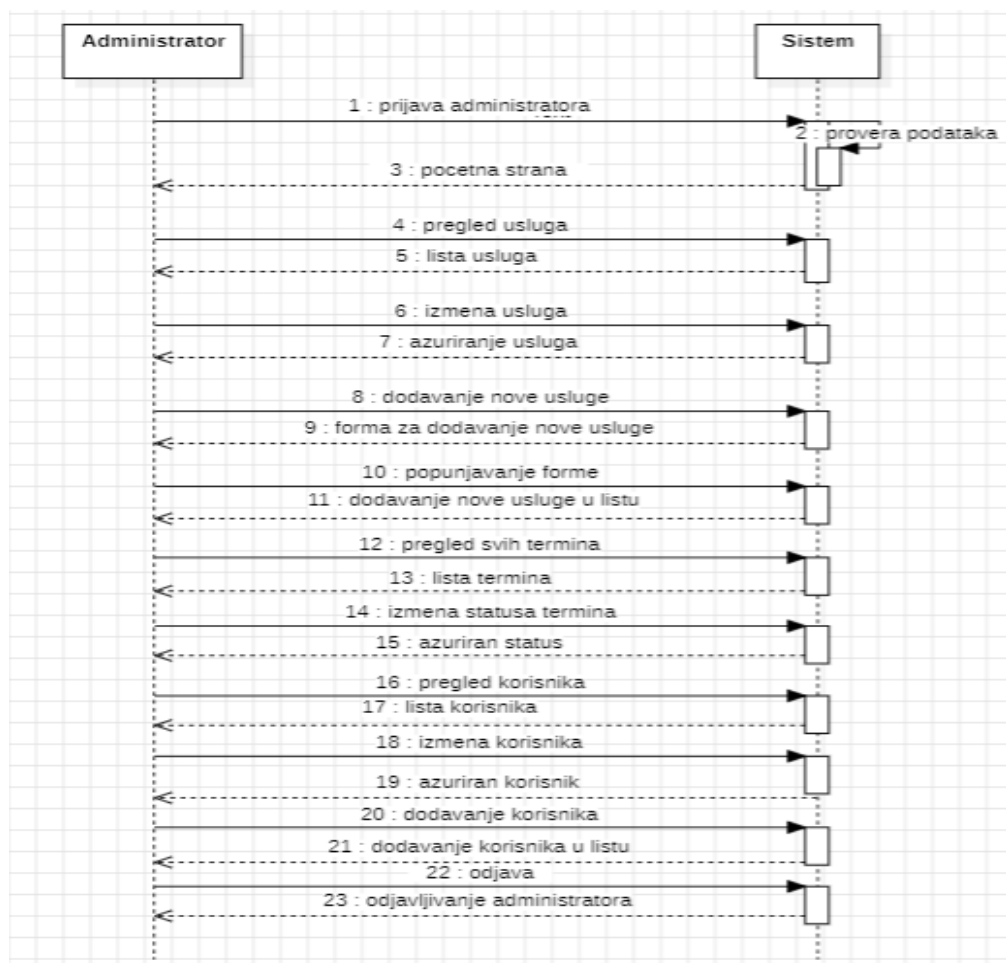 Administrator
Sistem
1 : prijava administratora
2 : provera podataka
3 : pocetna strana
4 : pregled usluga
5 : lista usluga
6 : izmena usluga
7 : azuriranje usluga
8 : dodavanje nove usluge
9 : forma za dodavanje nove usluge
10 : popunjavanje forme
11 : dodavanje nove usluge u listu
12 : pregled svih termina
13 : lista termina
14 : izmena statusa termina
15 : azuriran status
16 : pregled korisnika
17 : lista korisnika
18 : izmena korisnika
19 : azuriran korisnik
20 : dodavanje korisnika
21 : dodavanje korisnika u listu
22 : odjava
23 : odjavljivanje administratora